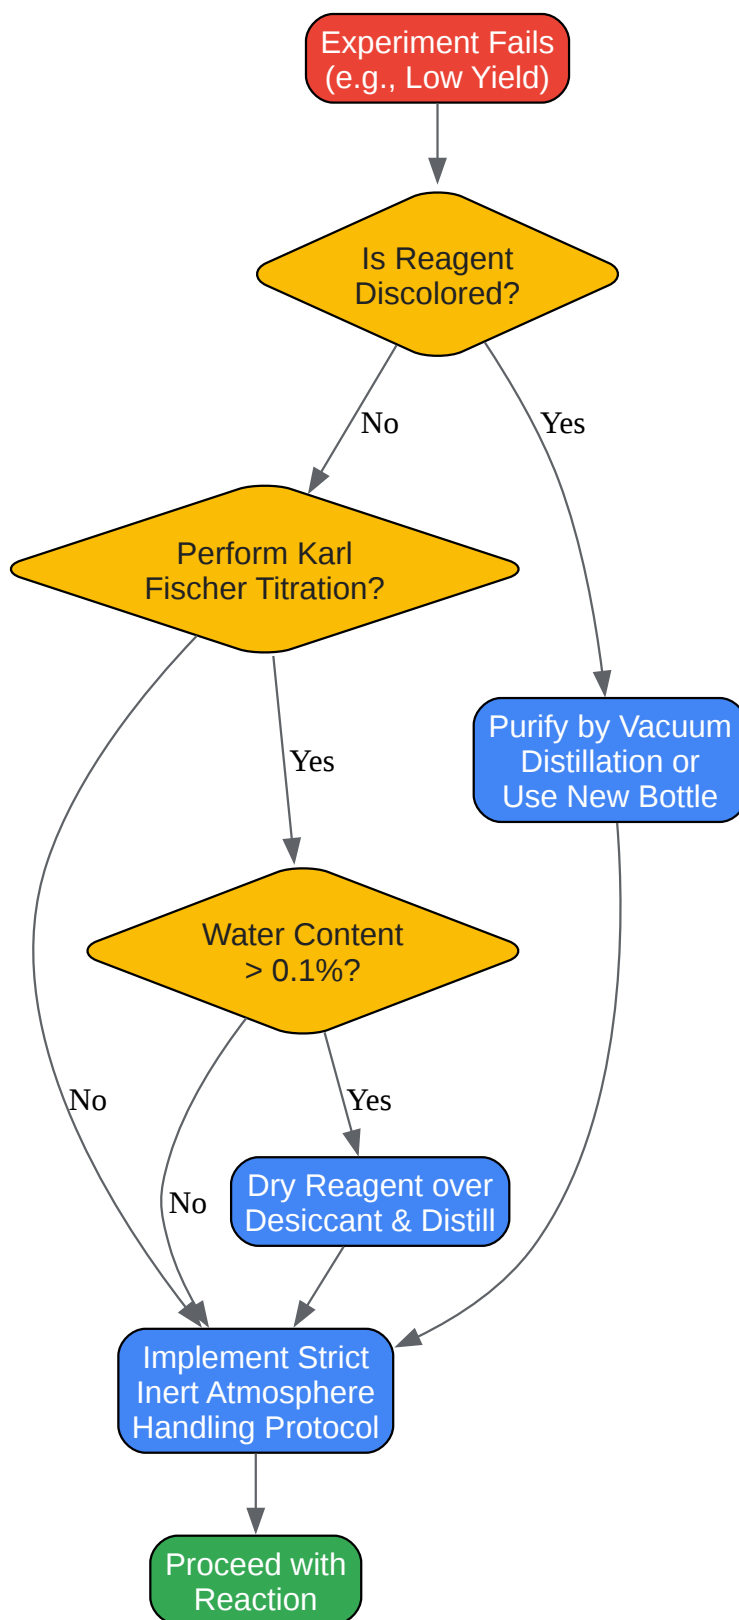 Experiment Fails
(e.g., Low Yield)
Is Reagent
Discolored?
No
Yes
Perform Karl
Fischer Titration?
Purify by Vacuum
Distillation or
Use New Bottle
Yes
Water Content
> 0.1%?
No
Yes
No
Dry Reagent over
Desiccant & Distill
Implement Strict
Inert Atmosphere
Handling Protocol
Proceed with
Reaction